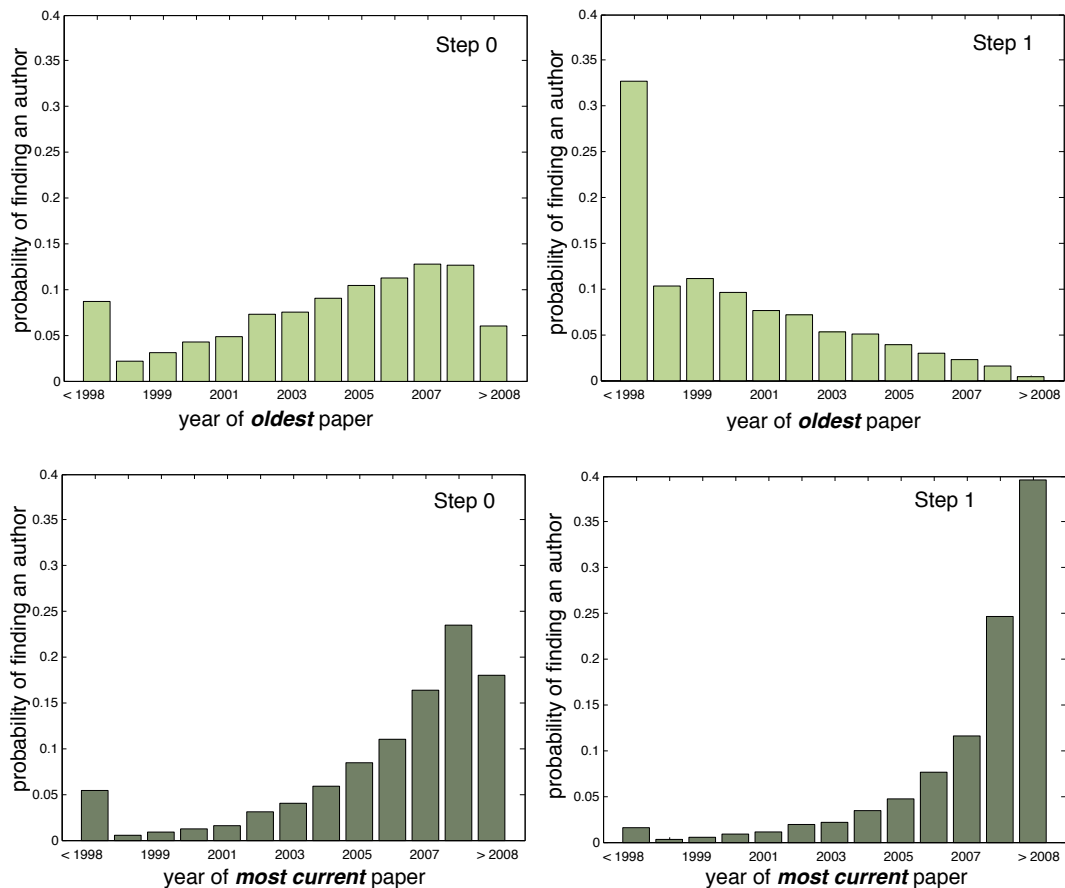 Step 0
probability of finding an author
0.4
0.35
0.3
0.25
0.2
0.15
0.1
0.05
0
< 1998 1999 2001 2003 2005 2007 > 2008
year of oldest paper
Step 1
probability of finding an author
0.4
0.35
0.3
0.25
0.2
0.15
0.1
0.05
0
< 1998 1999 2001 2003 2005 2007 > 2008
year of oldest paper
Step 0
probability of finding an author
0.4
0.35
0.3
0.25
0.2
0.15
0.1
0.05
0
< 1998 1999 2001 2003 2005 2007 > 2008
year of most current paper
Step 1
probability of finding an author
0.4
0.35
0.3
0.25
0.2
0.15
0.1
0.05
0
< 1998 1999 2001 2003 2005 2007 > 2008
year of most current paper